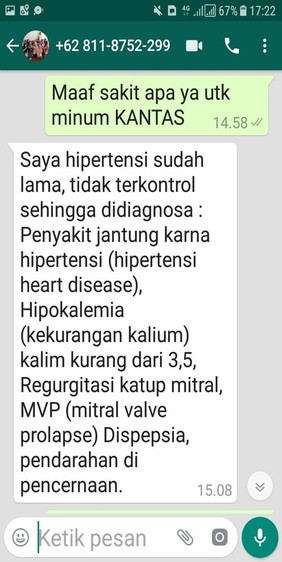 4G 67% 17:22
+62 811-8752-299
Maaf sakit apa ya utk
minum KANTAS 14.58
Saya hipertensi sudah
lama, tidak terkontrol
sehingga didiagnosa :
Penyakit jantung karna
hipertensi (hipertensi
heart disease),
Hipokalemia
(kekurangan kalium)
kalim kurang dari 3,5,
Regurgitasi katup mitral,
MVP (mitral valve
prolapse) Dispepsia,
pendarahan di
pencernaan. 15.08
Ketik pesan